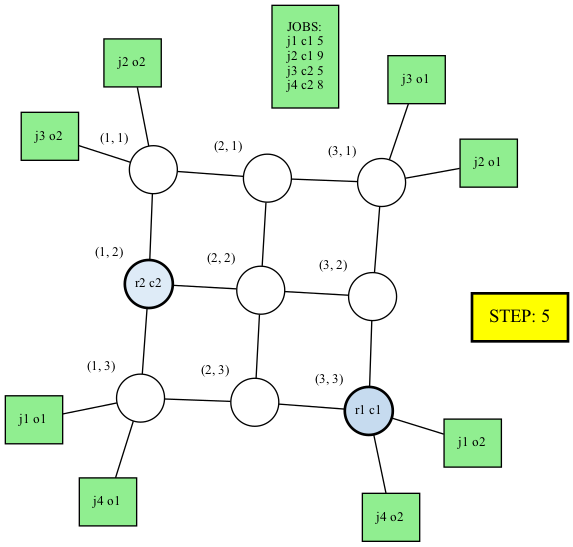 JOBS:
j1 c1 5
j2 c1 9
j3 c2 5
j4 c2 8
j2 o2
j3 o1
j3 o2
(1, 1)
(2, 1)
(3, 1)
j2 o1
(1, 2)
(2, 2)
(3, 2)
r2 c2
STEP: 5
(1, 3)
(2, 3)
(3, 3)
r1 c1
j1 o1
j1 o2
j4 o1
j4 o2